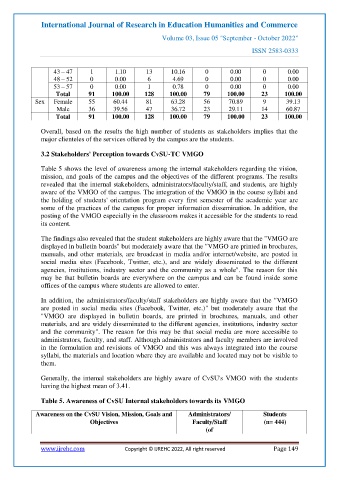 International Journal of Research in Education Humanities and Commerce
Volume 03, Issue 05 "September - October 2022"
ISSN 2583-0333
43 – 47 1 1.10 13 10.16 0 0.00 0 0.00
48 – 52 0 0.00 6 4.69 0 0.00 0 0.00
53 – 57 0 0.00 1 0.78 0 0.00 0 0.00
Total 91 100.00 128 100.00 79 100.00 23 100.00
Sex Female 55 60.44 81 63.28 56 70.89 9 39.13
Male 36 39.56 47 36.72 23 29.11 14 60.87
Total 91 100.00 128 100.00 79 100.00 23 100.00
Overall, based on the results the high number of students as stakeholders implies that the
major clienteles of the services offered by the campus are the students.
3.2 Stakeholders' Perception towards CvSU-TC VMGO
Table 5 shows the level of awareness among the internal stakeholders regarding the vision,
mission, and goals of the campus and the objectives of the different programs. The results
revealed that the internal stakeholders, administrators/faculty/staff, and students, are highly
aware of the VMGO of the campus. The integration of the VMGO in the course syllabi and
the holding of students' orientation program every first semester of the academic year are
some of the practices of the campus for proper information dissemination. In addition, the
posting of the VMGO especially in the classroom makes it accessible for the students to read
its content.
The findings also revealed that the student stakeholders are highly aware that the "VMGO are
displayed in bulletin boards" but moderately aware that the "VMGO are printed in brochures,
manuals, and other materials, are broadcast in media and/or internet/website, are posted in
social media sites (Facebook, Twitter, etc.), and are widely disseminated to the different
agencies, institutions, industry sector and the community as a whole". The reason for this
may be that bulletin boards are everywhere on the campus and can be found inside some
offices of the campus where students are allowed to enter.
In addition, the administrators/faculty/staff stakeholders are highly aware that the "VMGO
are posted in social media sites (Facebook, Twitter, etc.)" but moderately aware that the
"VMGO are displayed in bulletin boards, are printed in brochures, manuals, and other
materials, and are widely disseminated to the different agencies, institutions, industry sector
and the community". The reason for this may be that social media are more accessible to
administrators, faculty, and staff. Although administrators and faculty members are involved
in the formulation and revisions of VMGO and this was always integrated into the course
syllabi, the materials and location where they are available and located may not be visible to
them.
Generally, the internal stakeholders are highly aware of CvSU's VMGO with the students
having the highest mean of 3.41.
Table 5. Awareness of CvSU Internal stakeholders towards its VMGO
Awareness on the CvSU Vision, Mission, Goals and Administrators/ Students
Objectives Faculty/Staff (n= 444)
(of
www.ijrehc.com Copyright © IJREHC 2022, All right reserved Page 149